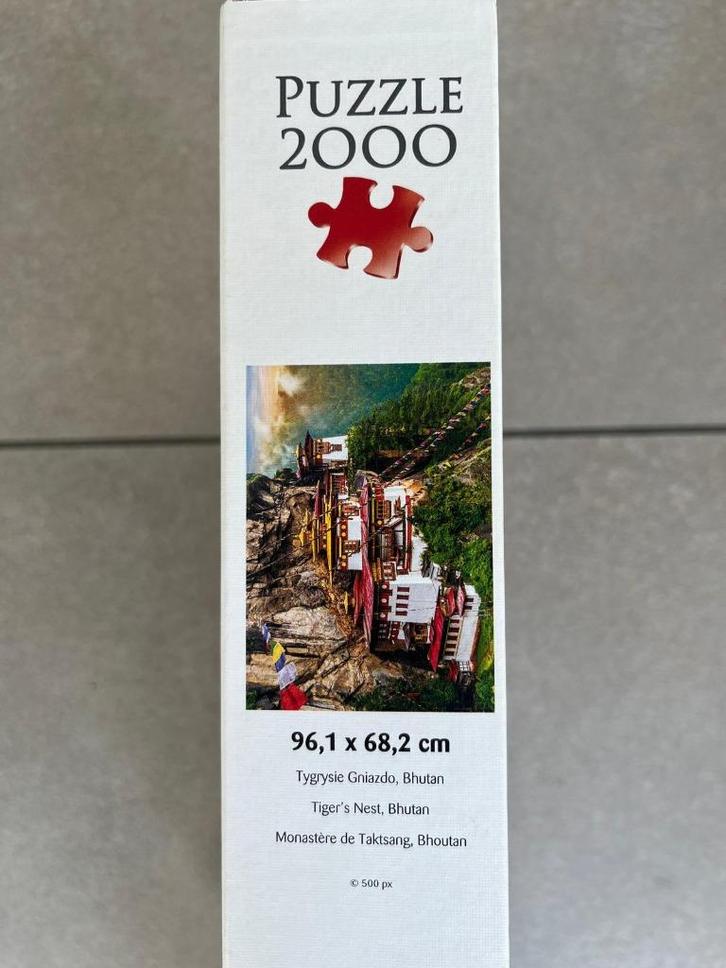 PUZZLE
2000
96,1 x 68,2 cm
Tygrysie Gniazdo, Bhutan
Tiger's Nest, Bhutan
Monastère de Taktsang, Bhoutan
© 500 px